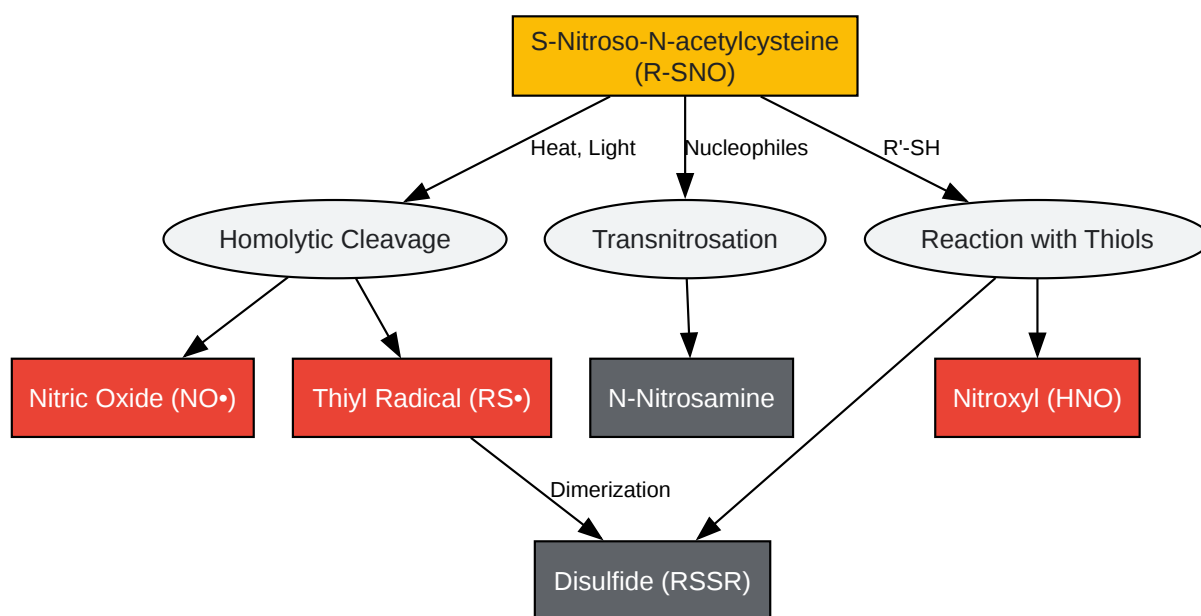 S-Nitroso-N-acetylcysteine
(R-SNO)
Heat, Light
Nucleophiles
R'-SH
Homolytic Cleavage
Transnitrosation
Reaction with Thiols
Nitric Oxide (NO•)
Thiyl Radical (RS•)
N-Nitrosamine
Nitroxyl (HNO)
Dimerization
Disulfide (RSSR)